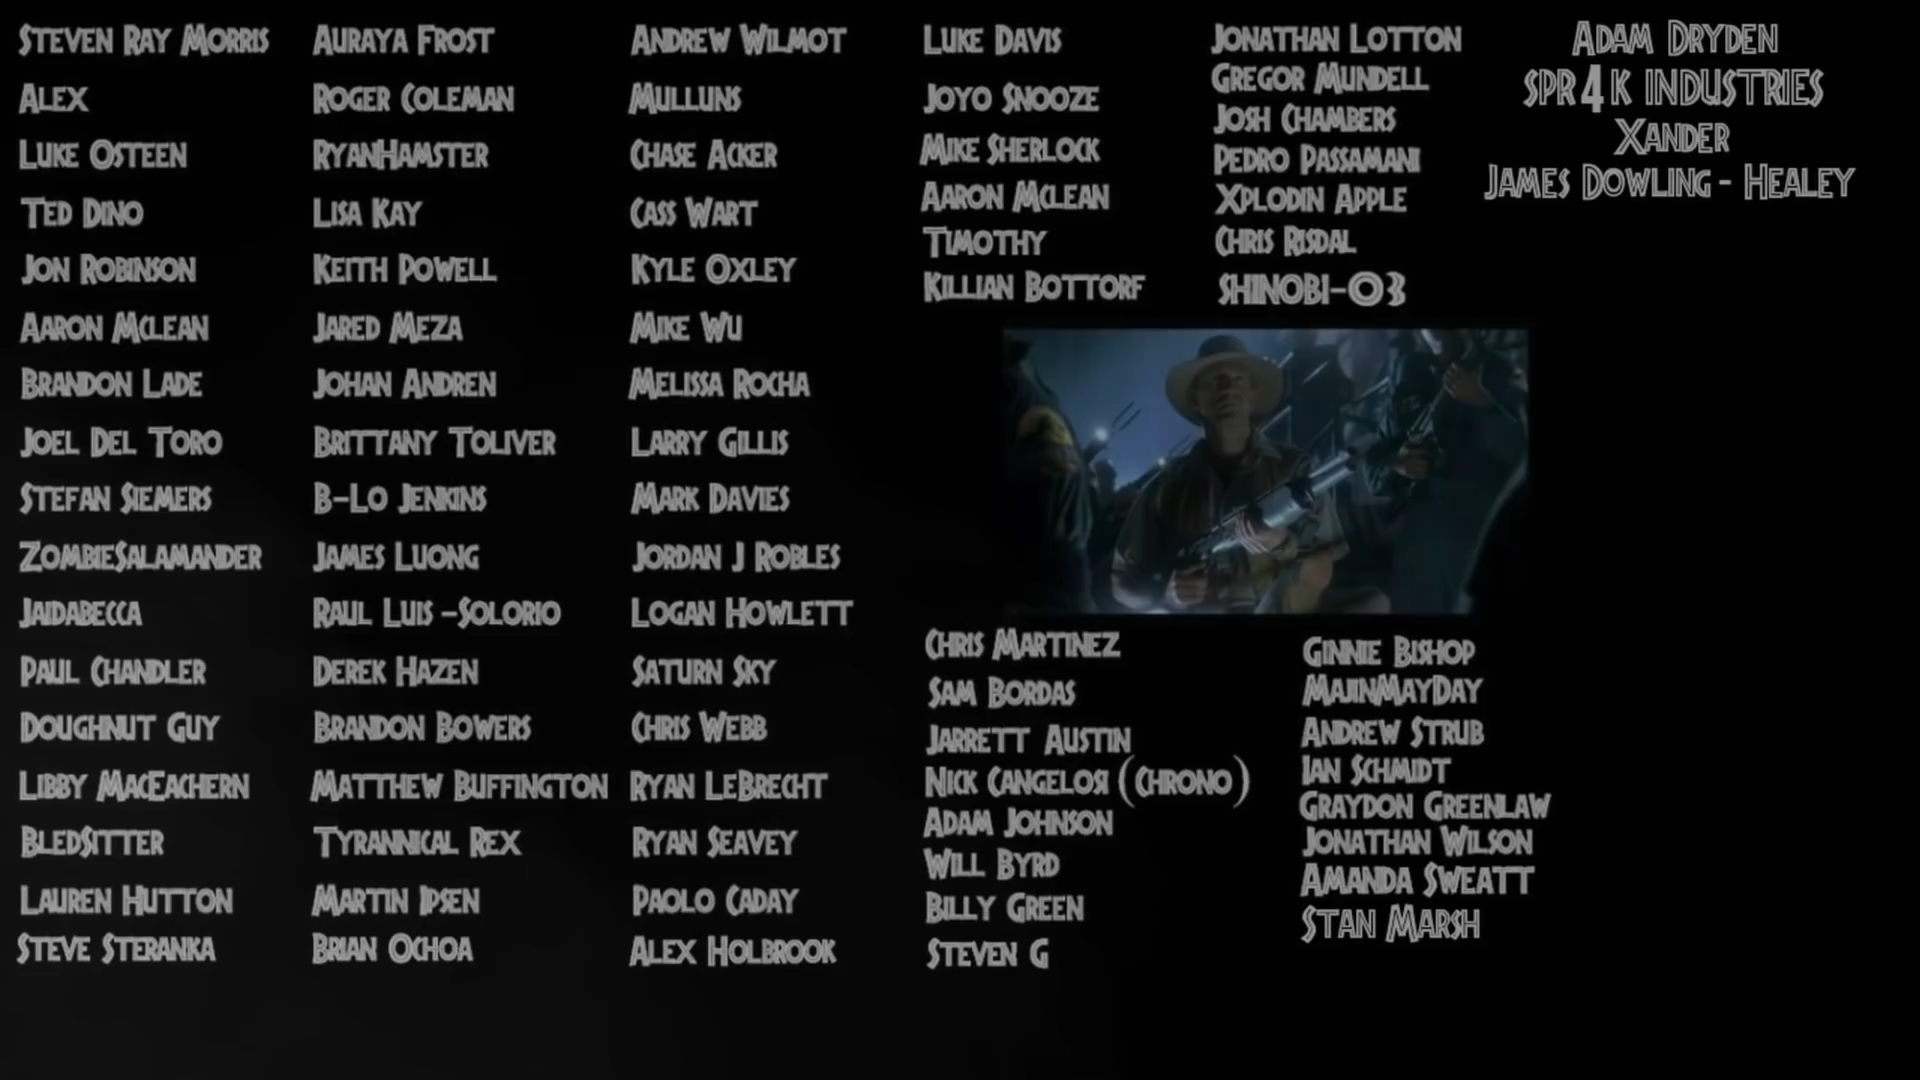 Steven Ray Morris
Alex
Luke Osteen
Ted Dino
Jon Robinson
Aaron Mclean
Brandon Lade
Joel Del Toro
Stefan Siemers
ZombieSalamander
Jaidabecca
Paul Chandler
Doughnut Guy
Libby MacEachern
BledSitter
Lauren Hutton
Steve Steranka
Auraya Frost
Roger Coleman
RyanHamster
Lisa Kay
Keith Powell
Jared Meza
Johan Andren
Brittany Toliver
B-Lo Jenkins
James Luong
Raul Luis -Solorio
Derek Hazen
Brandon Bowers
Matthew Buffington
Tyrannical Rex
Martin Ipsen
Brian Ochoa
Andrew Wilmot
Mulluns
Chase Acker
Cass Wart
Kyle Oxley
Mike Wu
Melissa Rocha
Larry Gillis
Mark Davies
Jordan J Robles
Logan Howlett
Saturn Sky
Chris Webb
Ryan LeBrecht
Ryan Seavey
Paolo Caday
Alex Holbrook
Luke Davis
Joyo Snooze
Mike Sherlock
Aaron Mclean
Timothy
Killian Bottorf
Jonathan Lotton
Gregor Mundell
Josh Chambers
Pedro Passamani
Xplodin Apple
Chris Risdal
SHINOBI-03
Adam Dryden
SPR4K INDUSTRIES
Xander
James Dowling - Healey
Chris Martinez
Sam Bordas
Jarrett Austin
Nick Cangelosi (Chrono)
Adam Johnson
Will Byrd
Billy Green
Steven G
Ginnie Bishop
MajinMayDay
Andrew Strub
Ian Schmidt
Graydon Greenlaw
Jonathan Wilson
Amanda Sweatt
Stan Marsh